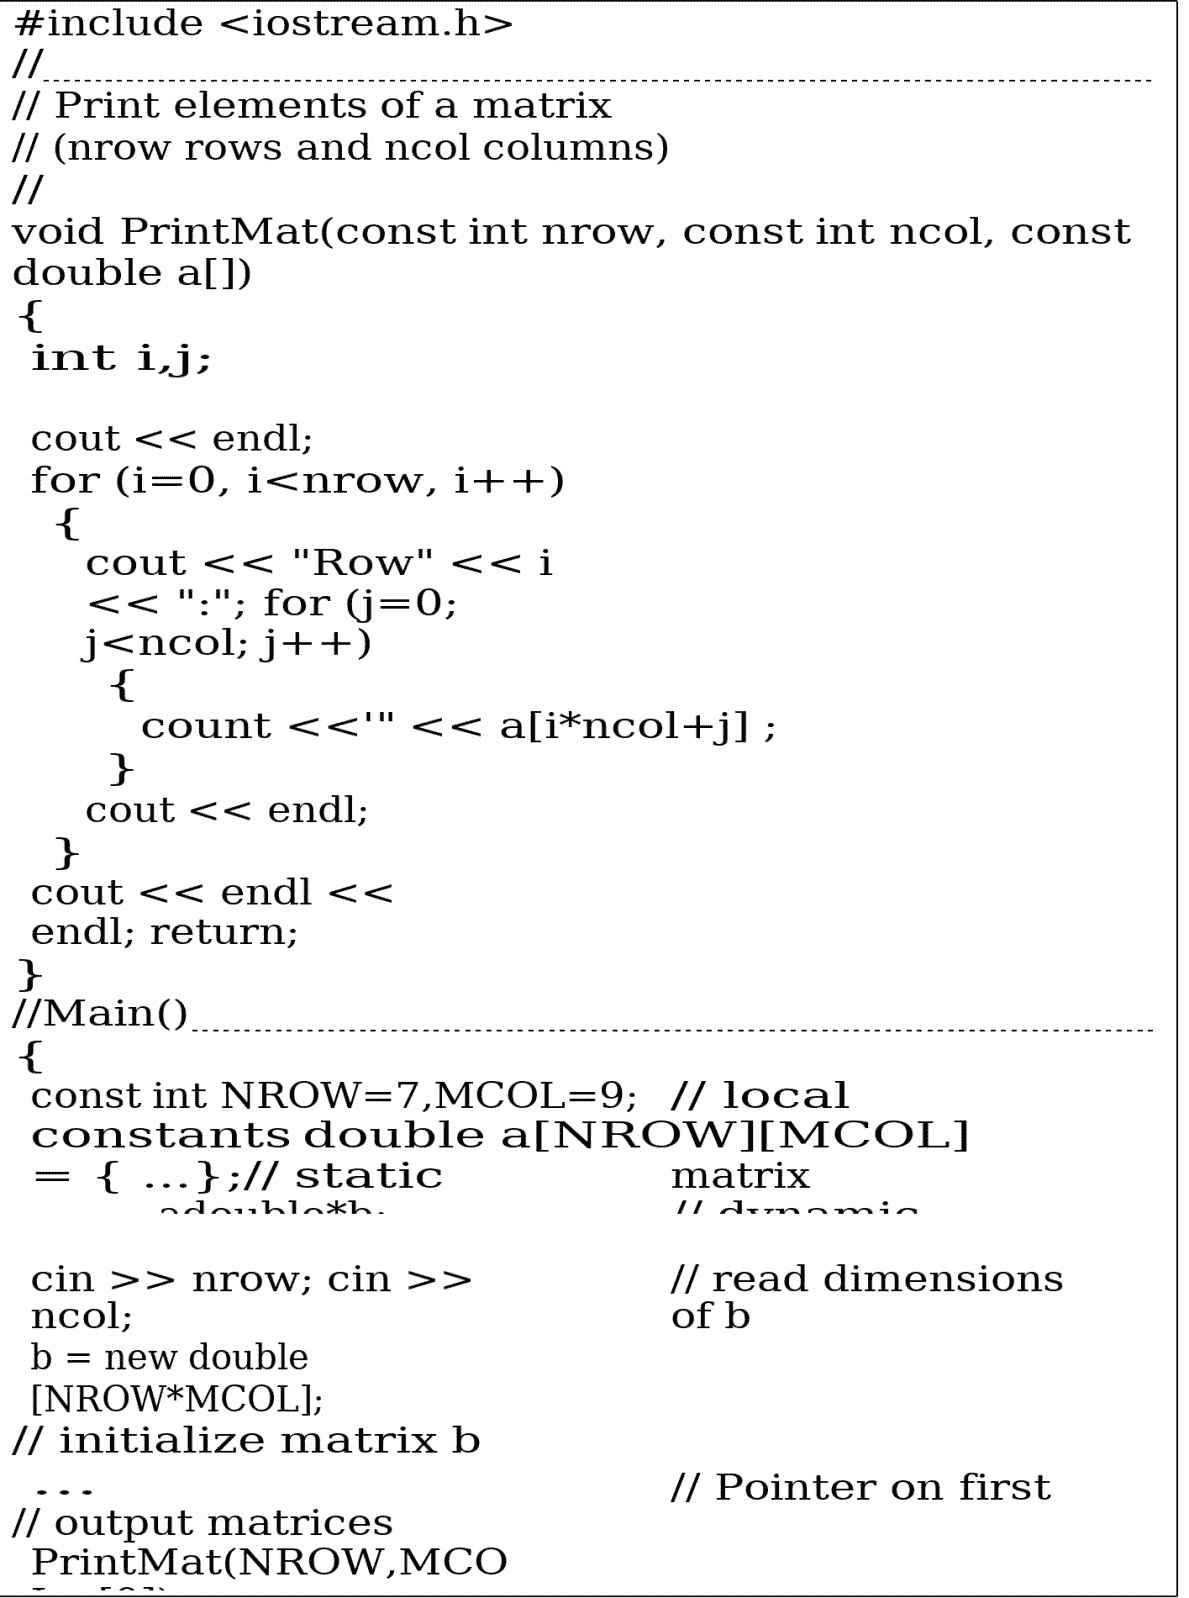 #include <iostream.h>
//
// Print elements of a matrix
// (nrow rows and ncol columns)
//
void PrintMat(const int nrow, const int ncol, const
double a[])
{
int i,j;
cout << endl;
for (i=0, i<nrow, i++)
{
cout << "Row" << i
<< ":"; for (j=0;
j<ncol; j++)
{
count <<'" << a[i*ncol+j] ;
}
cout << endl;
}
cout << endl <<
endl; return;
}
//Main()
{
const int NROW=7,MCOL=9; // local
constants double a[NROW][MCOL]
= { ...};// static matrix
adouble*b; // dynamic
cin >> nrow; cin >> // read dimensions
ncol; of b
b = new double
[NROW*MCOL];
// initialize matrix b
... // Pointer on first
// output matrices
PrintMat(NROW,MCO